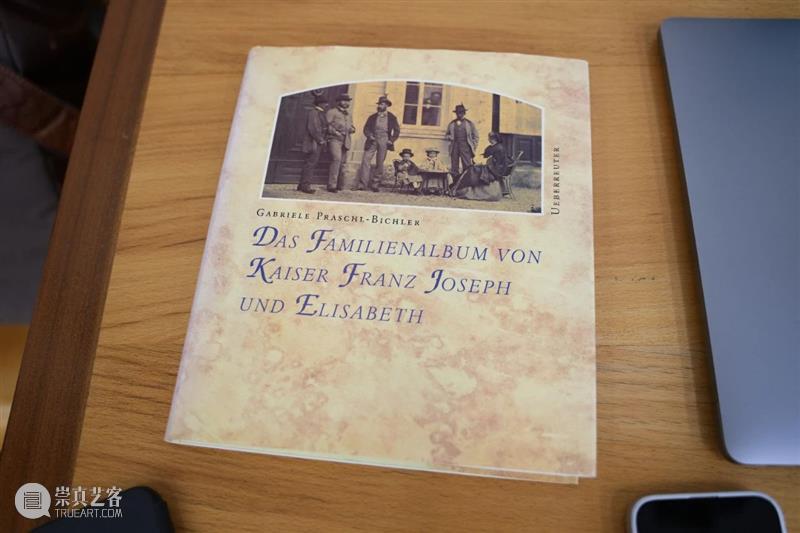 UEBERREUTER
GABRIELE PRASCHL-BICHLER
DAS FAMILIENALBUM VON
KAISER FRANZ JOSEPH
UND ELISABETH
崇真艺客
TRUEART.COM